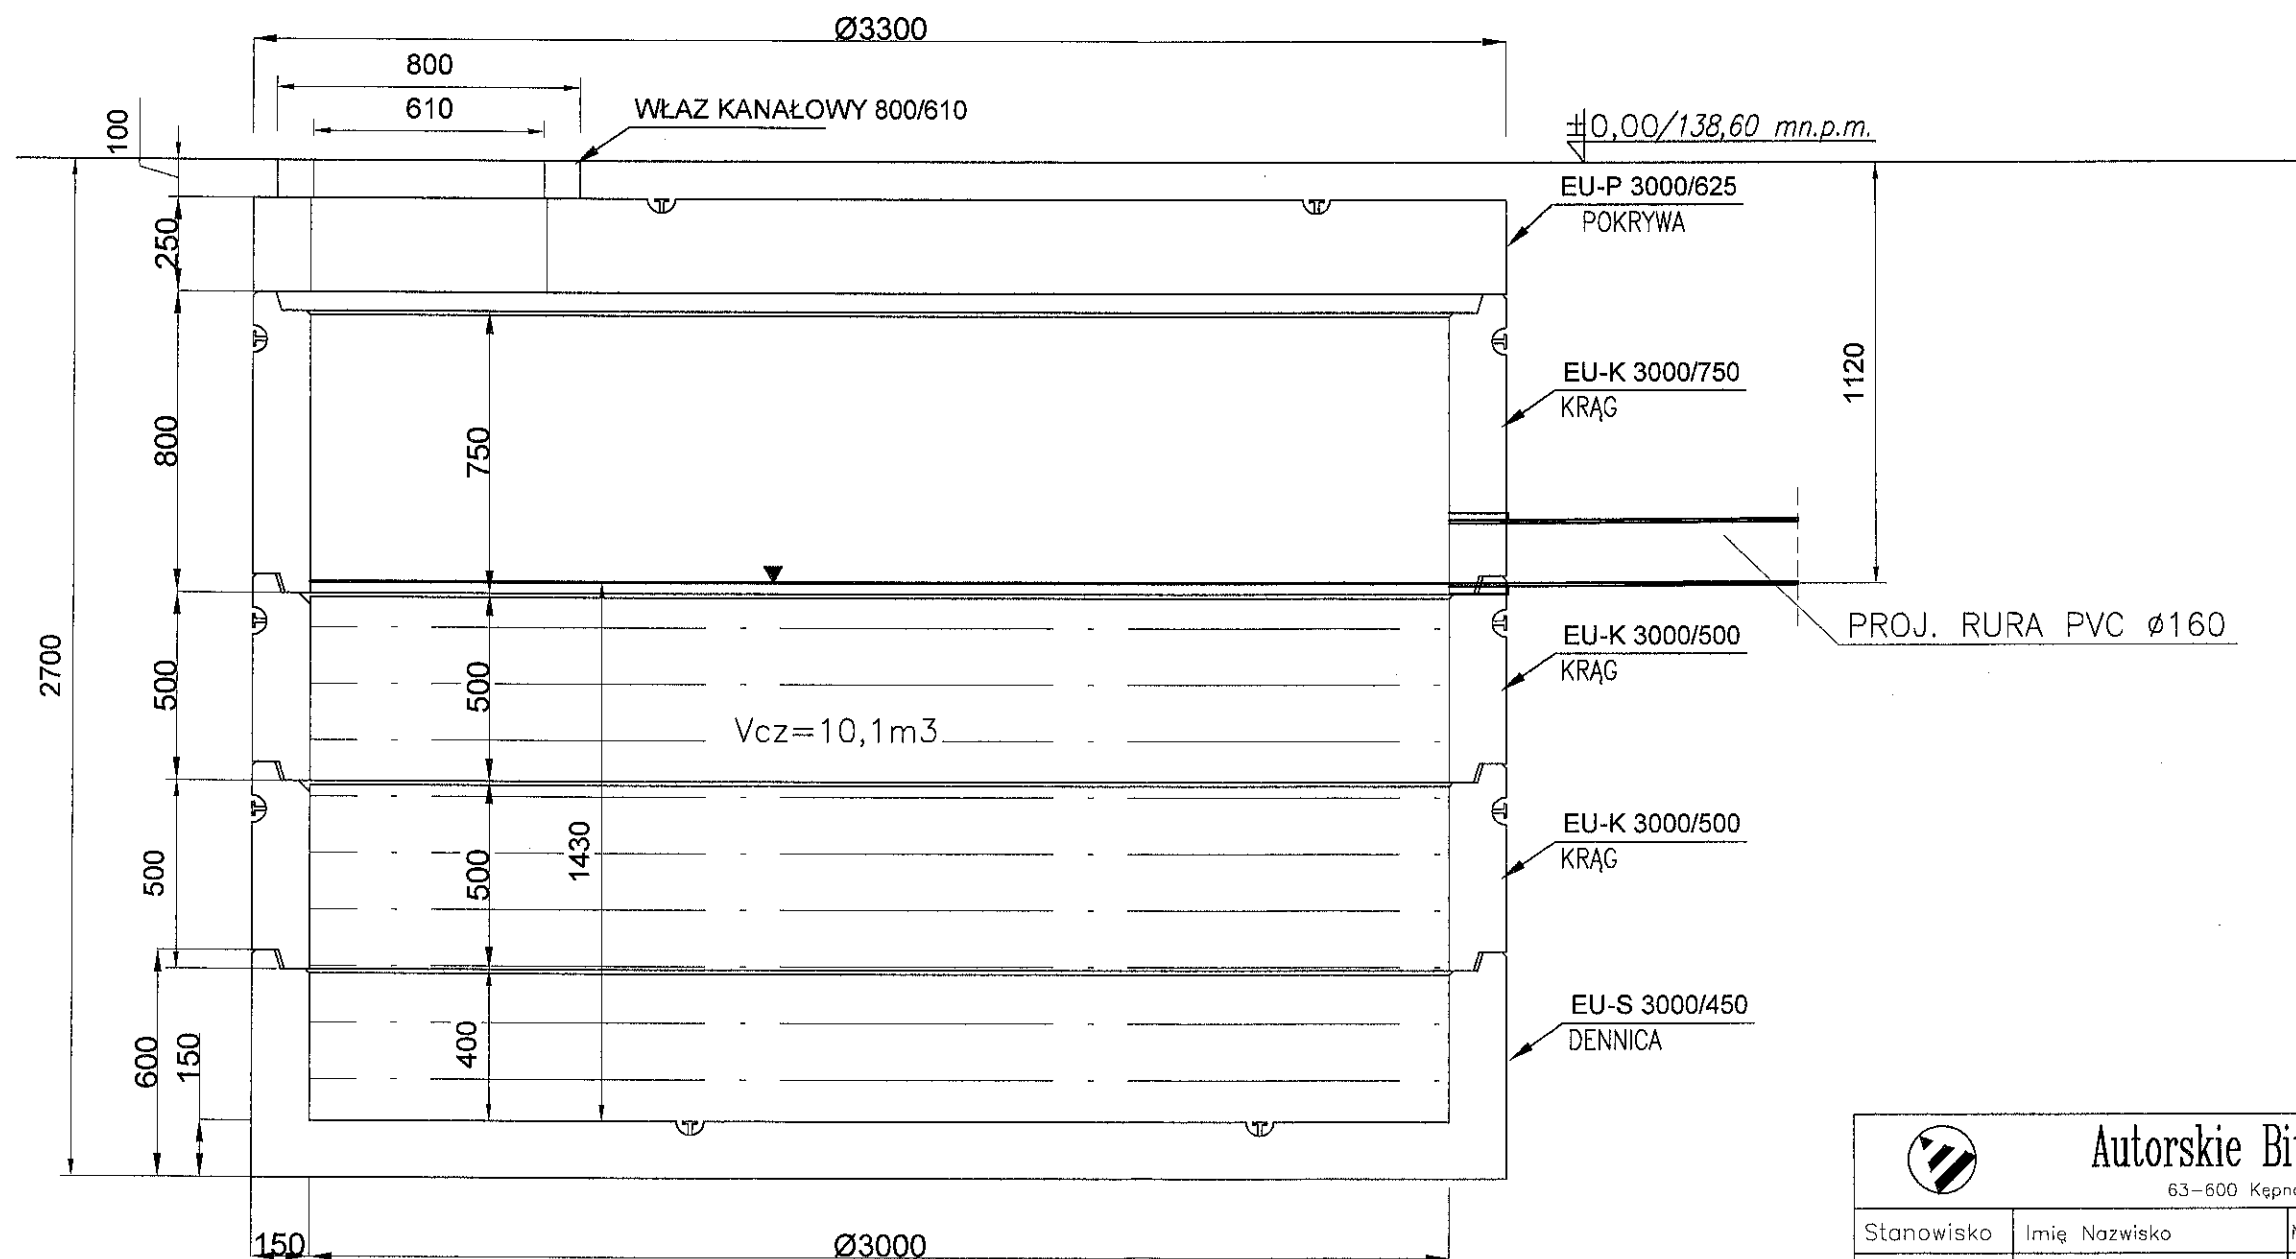 Ø3300
800
610
WŁAZ KANAŁOWY 800/610
100
±0,00/138,60 mn.p.m.
EU-P 3000/625
POKRYWA
250
EU-K 3000/750
KRĄG
1120
800
750
PROJ. RURA PVC ø160
EU-K 3000/500
KRĄG
2700
500
500
Vcz=10,1m3
EU-K 3000/500
KRĄG
500
500
1430
EU-S 3000/450
DENNICA
600
150
400
150
Ø3000
Autorskie
63-600
Stanowisko
Imię Nazwisko